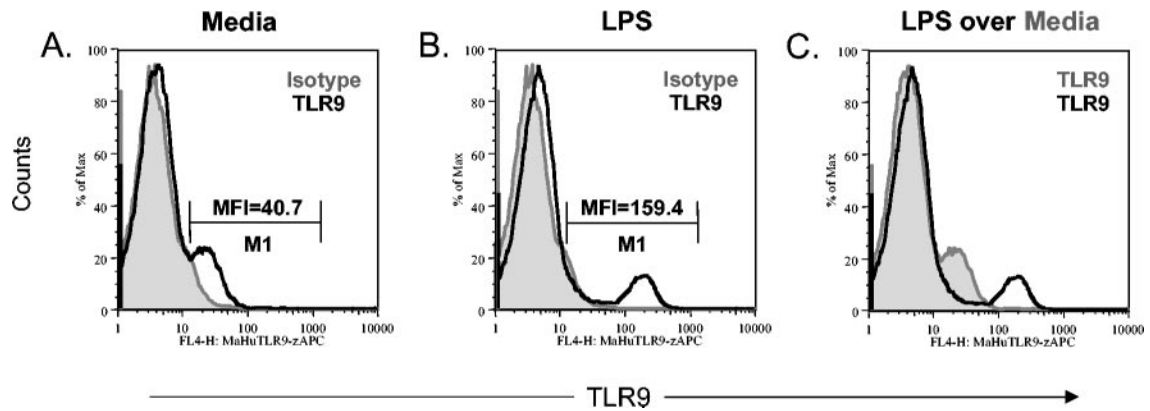 Media
LPS
LPS over Media
A.
B.
C.
Counts
% of Max
100
80
60
40
20
0
Isotype
TLR9
MFI=40.7
M1
1
10
100
1000
10000
FL4-H: MaHuTLR9-zAPC
% of Max
100
80
60
40
20
0
Isotype
TLR9
MFI=159.4
M1
1
10
100
1000
10000
FL4-H: MaHuTLR9-zAPC
% of Max
100
80
60
40
20
0
TLR9
TLR9
1
10
100
1000
10000
FL4-H: MaHuTLR9-zAPC
TLR9